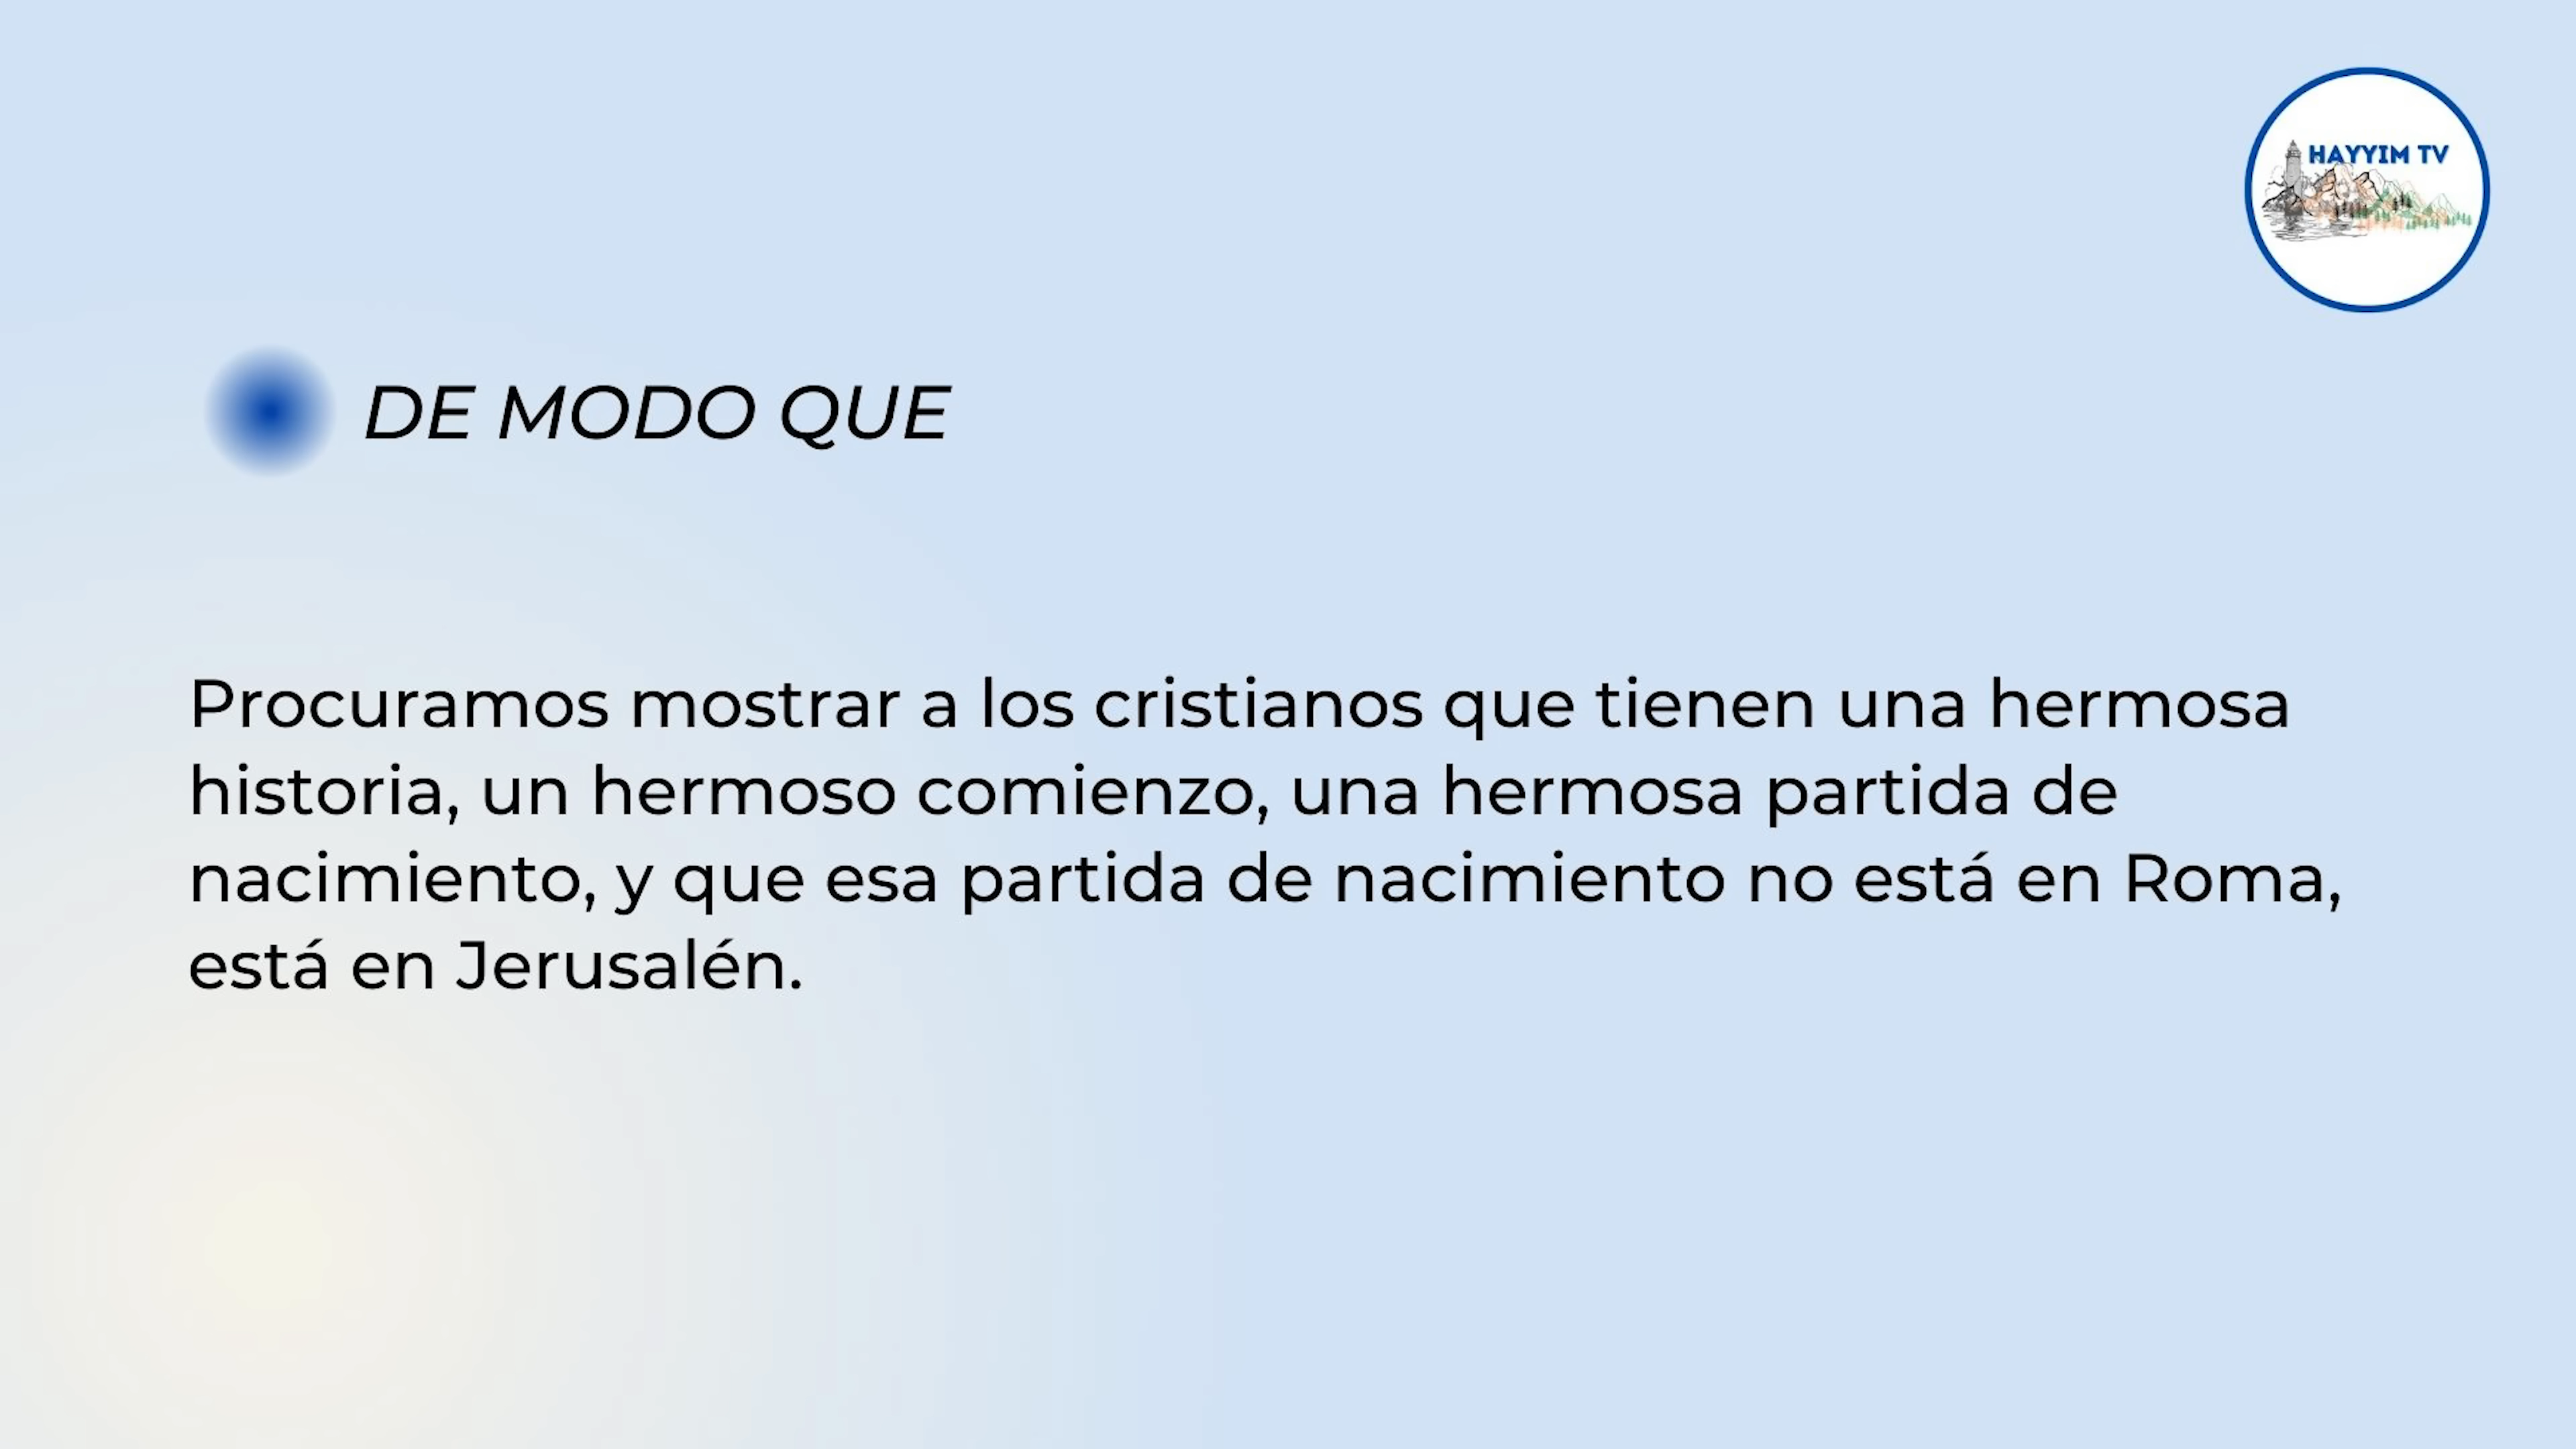 HAYYIM TV
DE MODO QUE
Procuramos mostrar a los cristianos que tienen una hermosa
historia, un hermoso comienzo, una hermosa partida de
nacimiento, y que esa partida de nacimiento no está en Roma,
está en Jerusalén.